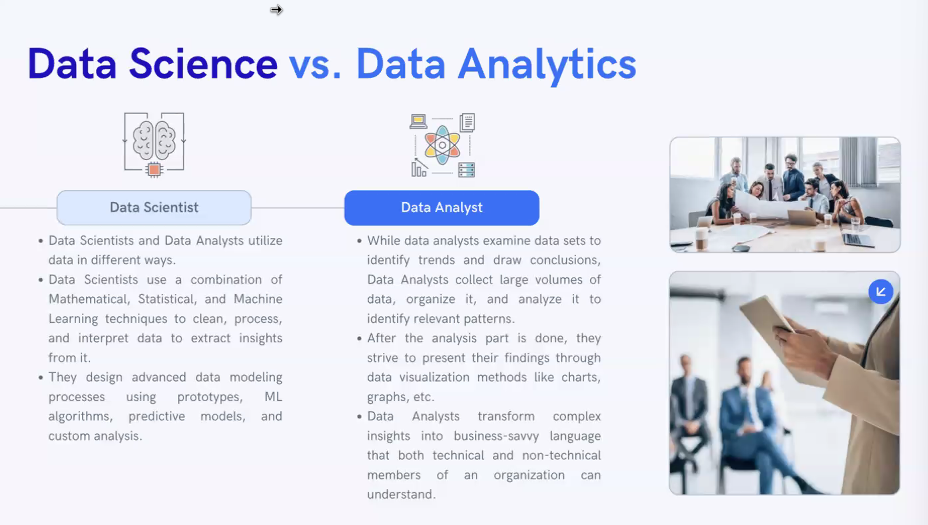 Data Science vs. Data Analytics
Data Scientist
• Data Scientists and Data Analysts utilize
data in different ways.
• Data Scientists use a combination of
Mathematical, Statistical, and Machine
Learning techniques to clean, process,
and interpret data to extract insights
from it.
• They design advanced data modeling
processes using prototypes, ML
algorithms, predictive models, and
custom analysis.
Data Analyst
• While data analysts examine data sets to
identify trends and draw conclusions,
Data Analysts collect large volumes of
data, organize it, and analyze it to
identify relevant patterns.
• After the analysis part is done, they
strive to present their findings through
data visualization methods like charts,
graphs, etc.
• Data Analysts transform complex
insights into business-savvy language
that both technical and non-technical
members of an organization can
understand.